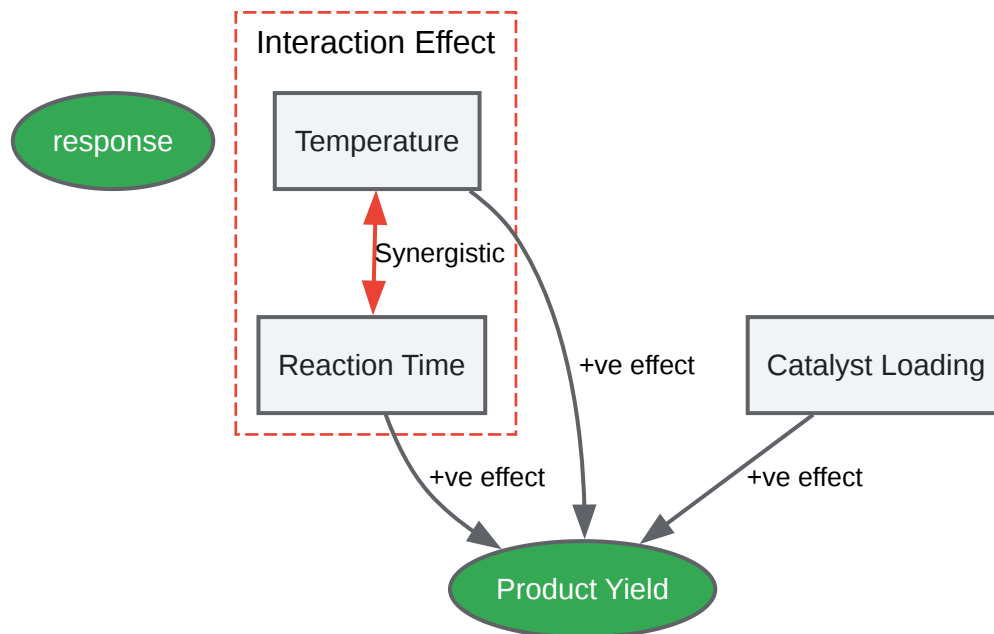 Interaction Effect
response
Temperature
Synergistic
Reaction Time
+ve effect
Catalyst Loading
+ve effect
+ve effect
Product Yield